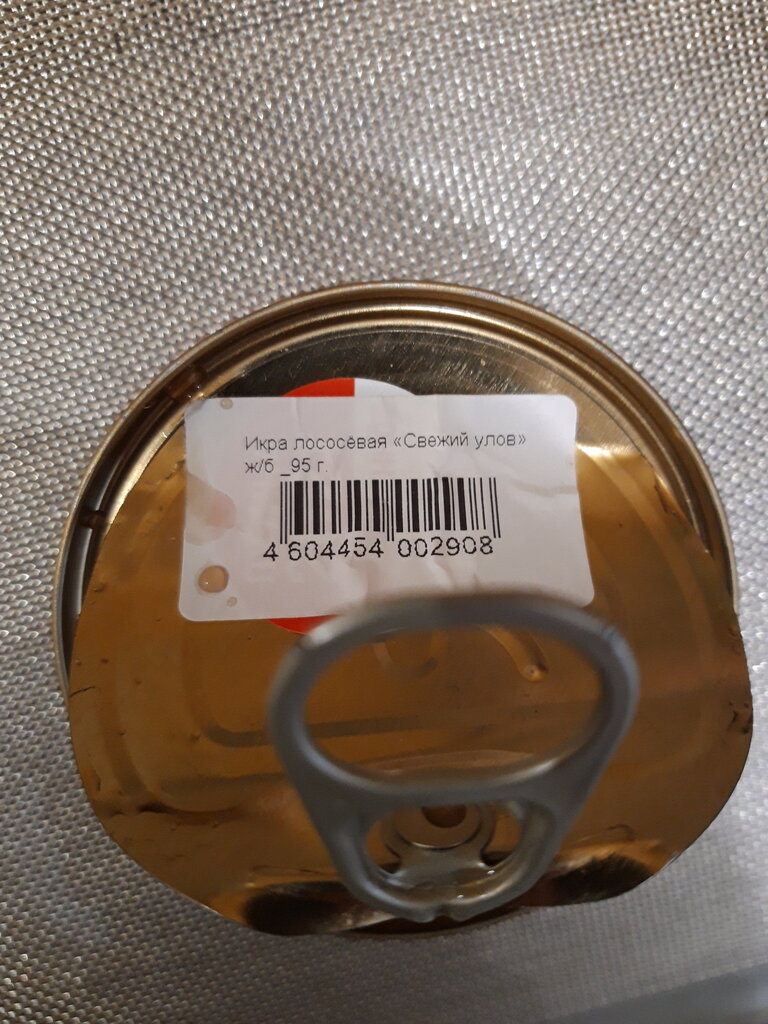 Икра лососёвая «Свежий улов»
ж/б _95 г.
4 604454 002908